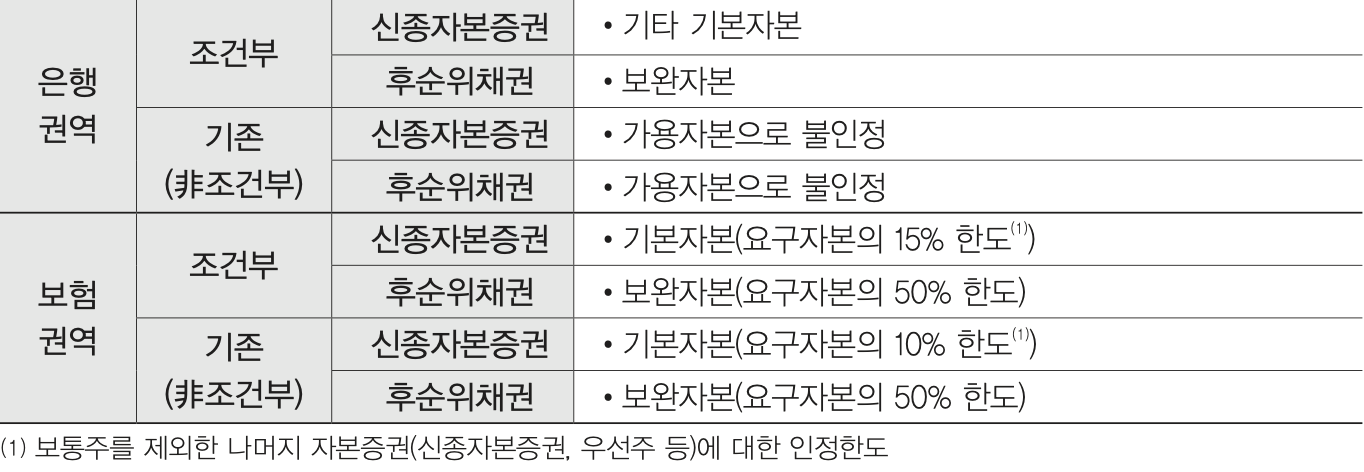 은행
권역
조건부
신종자본증권
• 기타 기본자본
후순위채권
• 보완자본
기존
(非조건부)
신종자본증권
• 가용자본으로 불인정
후순위채권
• 가용자본으로 불인정
보험
권역
조건부
신종자본증권
• 기본자본(요구자본의 15% 한도(1))
후순위채권
• 보완자본(요구자본의 50% 한도)
기존
(非조건부)
신종자본증권
• 기본자본(요구자본의 10% 한도(1))
후순위채권
• 보완자본(요구자본의 50% 한도)
(1) 보통주를 제외한 나머지 자본증권(신종자본증권, 우선주 등)에 대한 인정한도